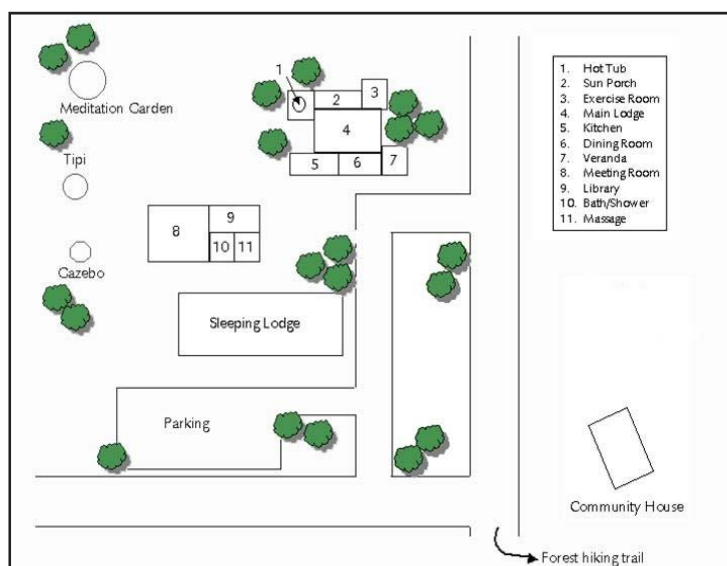 1
2
3
4
5
6
7
Meditation Garden
Tipi
8
9
10
11
Gazebo
Sleeping Lodge
Parking
1. Hot Tub
2. Sun Porch
3. Exercise Room
4. Main Lodge
5. Kitchen
6. Dining Room
7. Veranda
8. Meeting Room
9. Library
10. Bath/Shower
11. Massage
Community House
Forest hiking trail